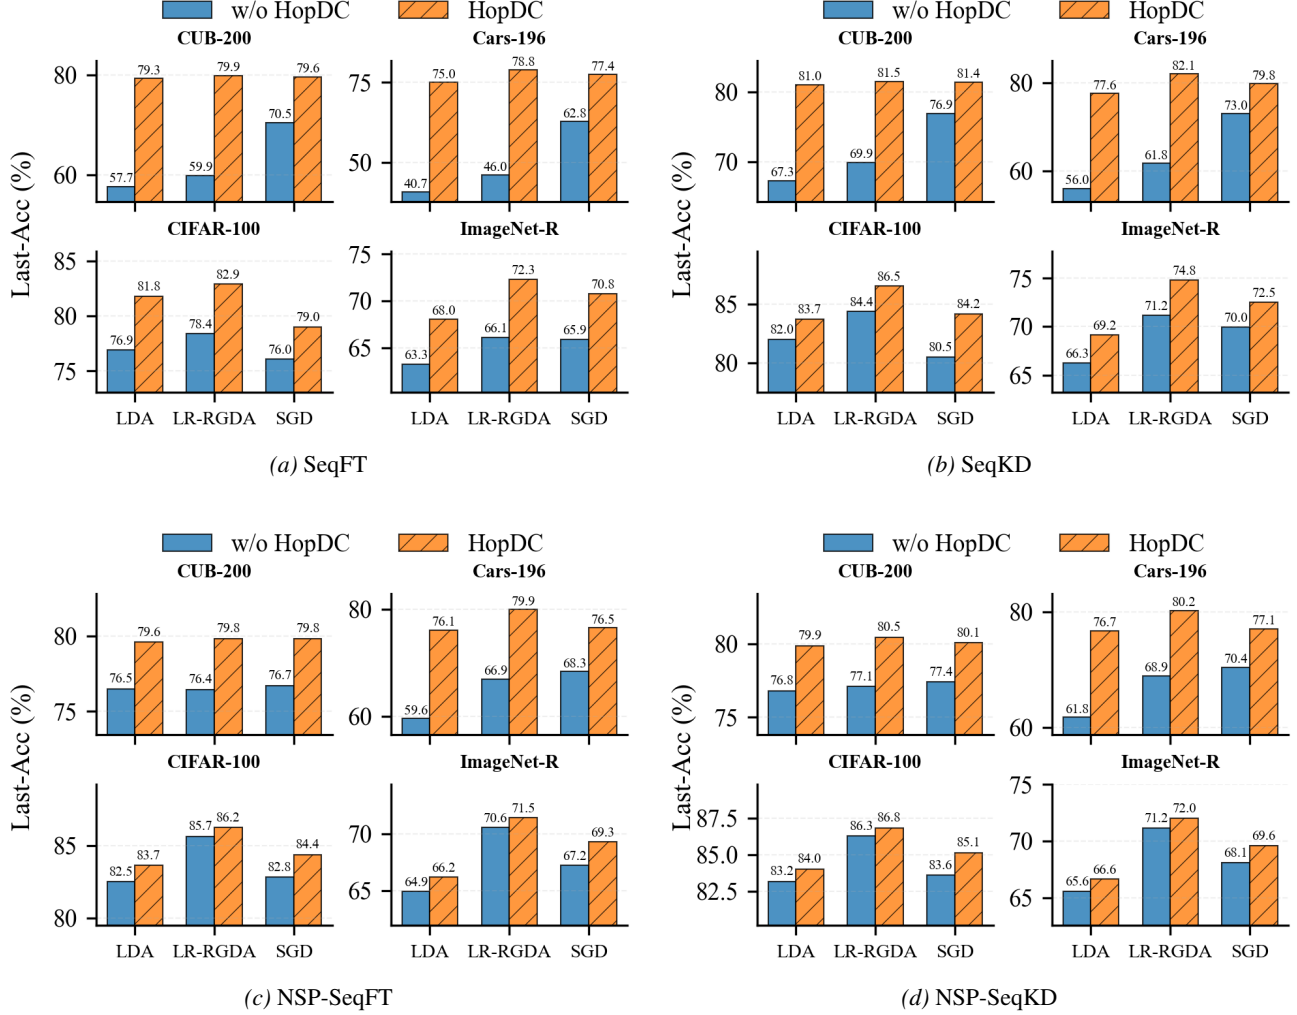 w/o HopDC HopDC
CUB-200 Cars-196
Last-Acc (%)
80
60
57.7 79.3 59.9 79.9 70.5 79.6
75
50
40.7 75.0 46.0 78.8 62.8 77.4
CIFAR-100 ImageNet-R
85
80
75
76.9 81.8 78.4 82.9 76.0 79.0
75
70
65
63.3 68.0 66.1 72.3 65.9 70.8
LDA LR-RGDA SGD LDA LR-RGDA SGD
(a) SeqFT
w/o HopDC HopDC
CUB-200 Cars-196
Last-Acc (%)
80
70
67.3 81.0 69.9 81.5 76.9 81.4
80
60
56.0 77.6 61.8 82.1 73.0 79.8
CIFAR-100 ImageNet-R
85
80
82.0 83.7 84.4 86.5 80.5 84.2
75
70
65
66.3 69.2 71.2 74.8 70.0 72.5
LDA LR-RGDA SGD LDA LR-RGDA SGD
(b) SeqKD
w/o HopDC HopDC
CUB-200 Cars-196
Last-Acc (%)
80
75
76.5 79.6 76.4 79.8 76.7 79.8
80
60
59.6 76.1 66.9 79.9 68.3 76.5
CIFAR-100 ImageNet-R
85
80
82.5 83.7 85.7 86.2 82.8 84.4
70
65
64.9 66.2 70.6 71.5 67.2 69.3
LDA LR-RGDA SGD LDA LR-RGDA SGD
(c) NSP-SeqFT
w/o HopDC HopDC
CUB-200 Cars-196
Last-Acc (%)
80
75
76.8 79.9 77.1 80.5 77.4 80.1
80
60
61.8 76.7 68.9 80.2 70.4 77.1
CIFAR-100 ImageNet-R
87.5
85.0
82.5
83.2 84.0 86.3 86.8 83.6 85.1
75
70
65
65.6 66.6 71.2 72.0 68.1 69.6
LDA LR-RGDA SGD LDA LR-RGDA SGD
(d) NSP-SeqKD